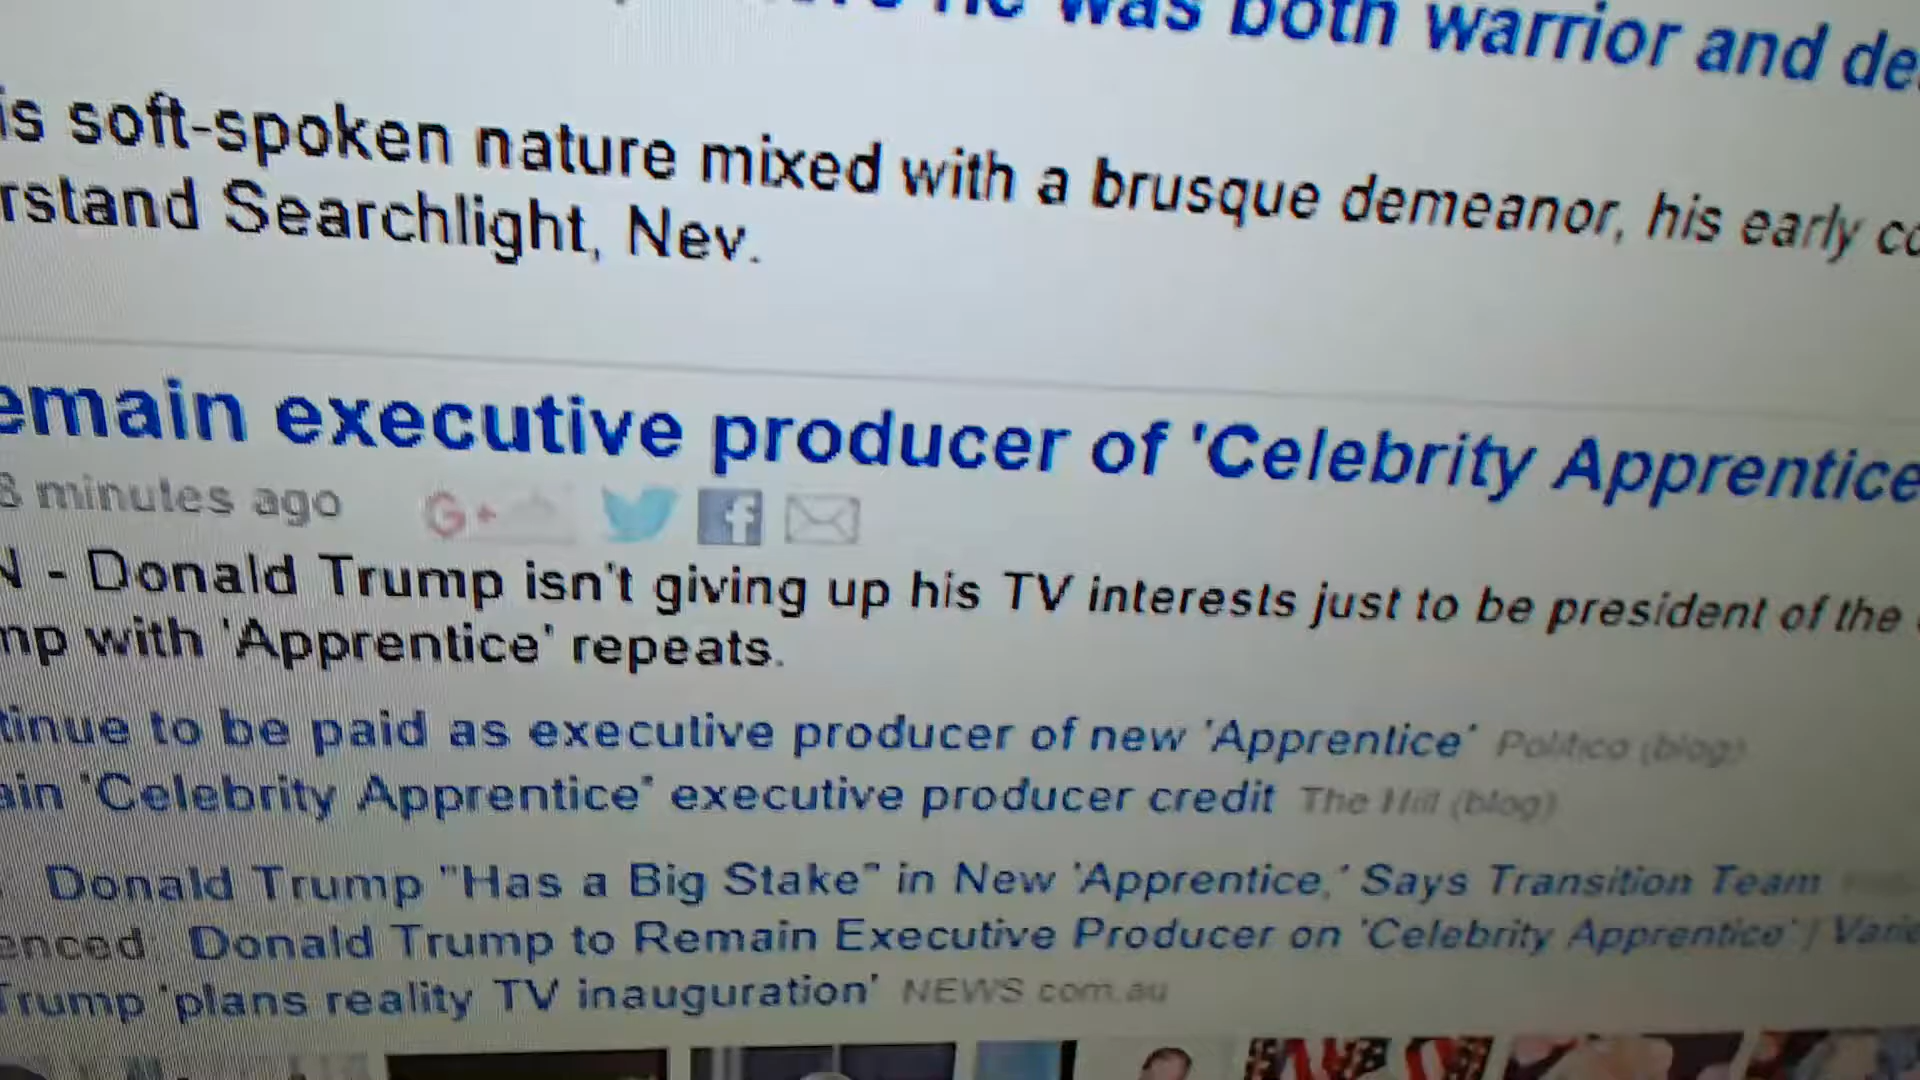 he was both warrior and de
is soft-spoken nature mixed with a brusque demeanor, his early co
rstand Searchlight, Nev.
emain executive producer of 'Celebrity Apprentice
8 minutes ago G+ f
N - Donald Trump isn't giving up his TV interests just to be president of the
mp with 'Apprentice' repeats.
tinue to be paid as executive producer of new 'Apprentice' Politico (blog)
ain 'Celebrity Apprentice' executive producer credit The Hill (blog)
Donald Trump "Has a Big Stake" in New 'Apprentice,' Says Transition Team
enced: Donald Trump to Remain Executive Producer on 'Celebrity Apprentice' | Varie
Trump 'plans reality TV inauguration' NEWS.com.au